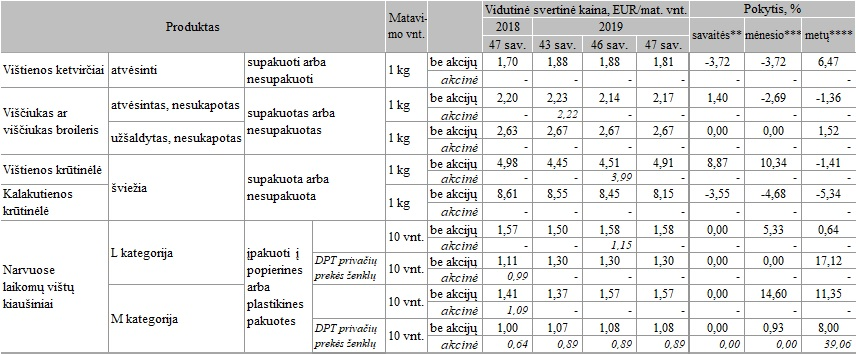 Produktas Matavi-mo vnt. Vidutinė svertinė kaina, EUR/mat. vnt. Pokytis, %
2018 2019 savaitės** mėnesio*** metų****
47 sav. 43 sav. 46 sav. 47 sav.
Vištienos ketvirčiai atvėsinti supakuoti arba nesupakuoti 1 kg be akcijų 1,70 1,88 1,88 1,81 -3,72 -3,72 6,47
akcinė - - - - - - -
Viščiukas ar viščiukas broileris atvėsintas, nesukapotas supakuotas arba nesupakuotas 1 kg be akcijų 2,20 2,23 2,14 2,17 1,40 -2,69 -1,36
akcinė - 2,22 - - - - -
užšaldytas, nesukapotas 1 kg be akcijų 2,63 2,67 2,67 2,67 0,00 0,00 1,52
akcinė - - - - - - -
Vištienos krūtinėlė šviežia supakuota arba nesupakuota 1 kg be akcijų 4,98 4,45 4,51 4,91 8,87 10,34 -1,41
akcinė - - 3,99 - - - -
Kalakutienos krūtinėlė 1 kg be akcijų 8,61 8,55 8,45 8,15 -3,55 -4,68 -5,34
akcinė - - - - - - -
Narvuose laikomų vištų kiaušiniai L kategorija įpakuoti į popierines arba plastikines pakuotes 10 vnt. be akcijų 1,57 1,50 1,58 1,58 0,00 5,33 0,64
akcinė - - 1,15 - - - -
DPT privačių prekės ženklų 10 vnt. be akcijų 1,11 1,30 1,30 1,30 0,00 0,00 17,12
akcinė 0,99 - - - - - -
M kategorija 10 vnt. be akcijų 1,41 1,37 1,57 1,57 0,00 14,60 11,35
akcinė 1,09 - - - - - -
DPT privačių prekės ženklų 10 vnt. be akcijų 1,00 1,07 1,08 1,08 0,00 0,93 8,00
akcinė 0,64 0,89 0,89 0,89 0,00 0,00 39,06